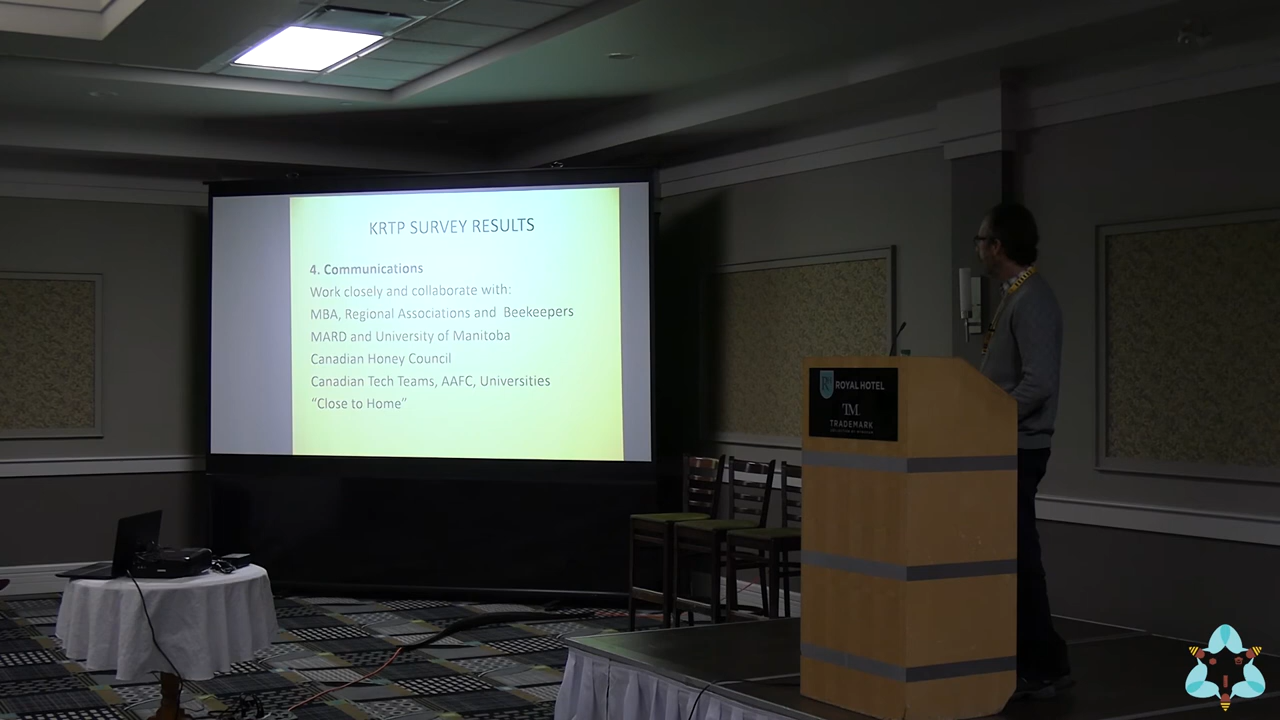 KRTP SURVEY RESULTS
4. Communications
Work closely and collaborate with:
MBA, Regional Associations and Beekeepers
MARD and University of Manitoba
Canadian Honey Council
Canadian Tech Teams, AAFC, Universities
“Close to Home”
ROYAL HOTEL
TM
TRADEMARK